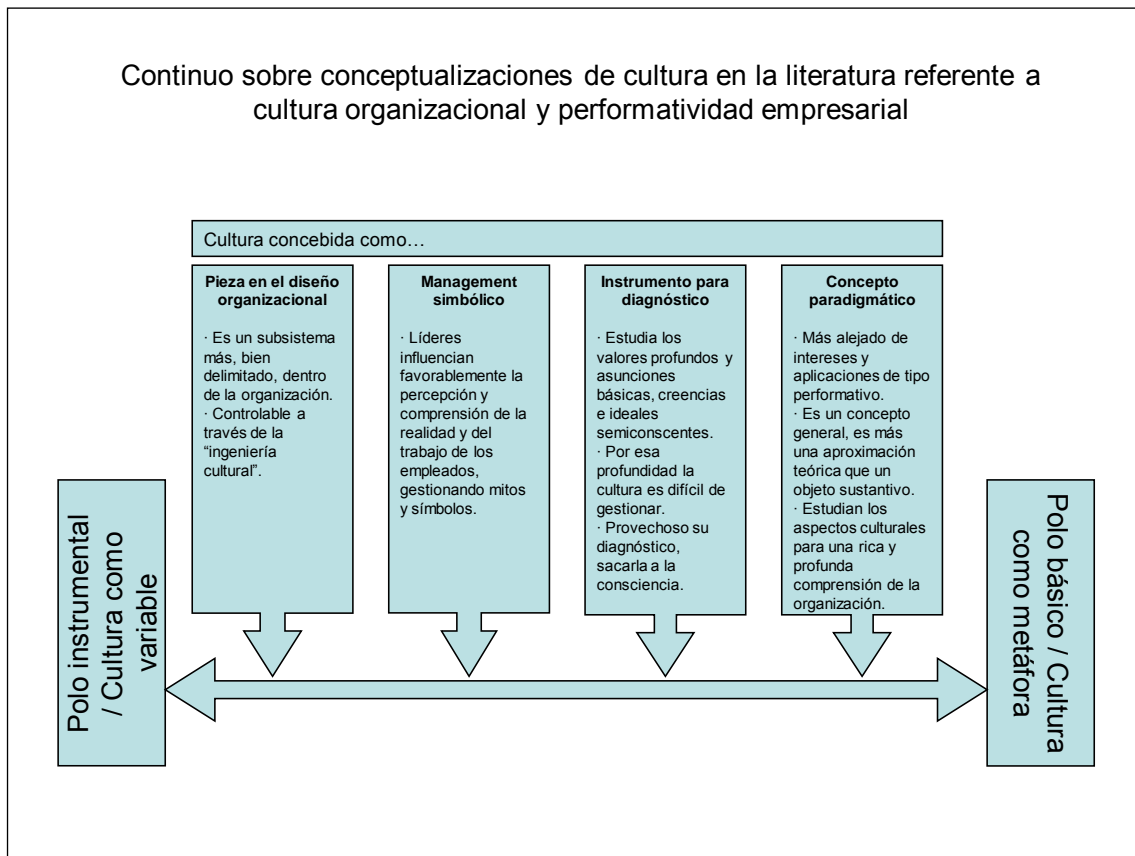 Continuo sobre conceptualizaciones de cultura en la literatura referente a
cultura organizacional y performatividad empresarial
Cultura concebida como…
Pieza en el diseño
organizacional
· Es un subsistema
más, bien
delimitado, dentro
de la organización.
· Controlable a
través de la
“ingeniería
cultural”.
Management
simbólico
· Líderes
influencian
favorablemente la
percepción y
comprensión de la
realidad y del
trabajo de los
empleados,
gestionando mitos
y símbolos.
Instrumento para
diagnóstico
· Estudia los
valores profundos y
asunciones
básicas, creencias
e ideales
semiconscentes.
· Por esa
profundidad la
cultura es difícil de
gestionar.
· Provechoso su
diagnóstico,
sacarla a la
consciencia.
Concepto
paradigmático
· Más alejado de
intereses y
aplicaciones de tipo
performativo.
· Es un concepto
general, es más
una aproximación
teórica que un
objeto sustantivo.
· Estudian los
aspectos culturales
para una rica y
profunda
comprensión de la
organización.
Polo instrumental
/ Cultura como
variable
Polo básico / Cultura
como metáfora